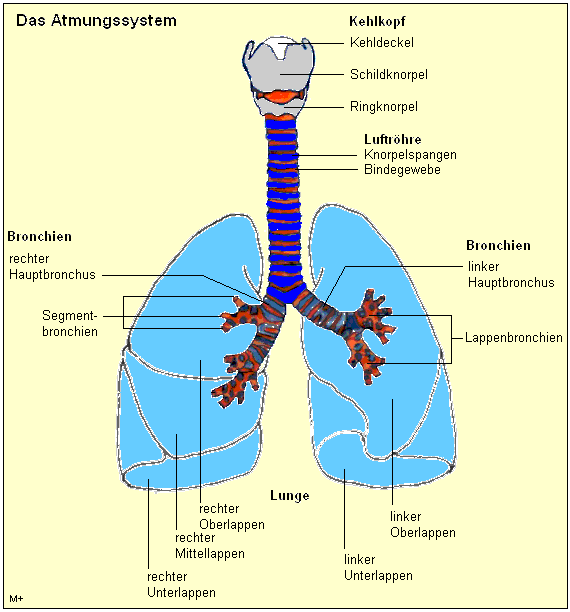 Das Atmungssystem
Kehlkopf
Kehldeckel
Schildknorpel
Ringknorpel
Luftröhre
Knorpelspangen
Bindegewebe
Bronchien
rechter
Hauptbronchus
Segment-
bronchien
Bronchien
linker
Hauptbronchus
Lappenbronchien
Lunge
rechter
Oberlappen
rechter
Mittellappen
rechter
Unterlappen
linker
Oberlappen
linker
Unterlappen
M+